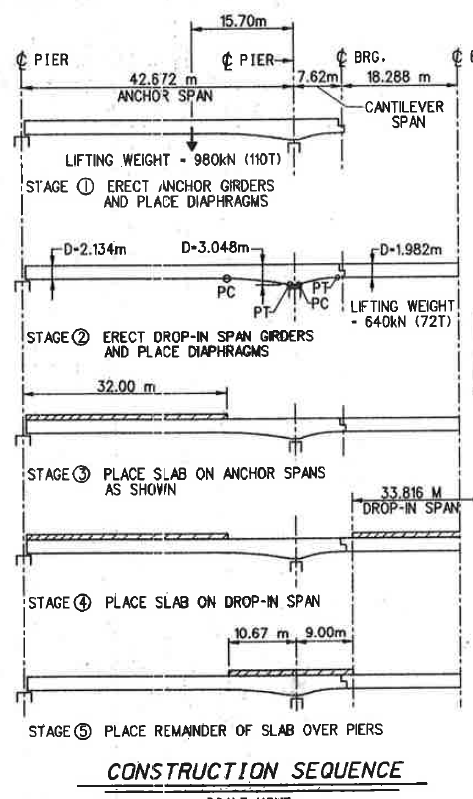 15.70m
℄ PIER
℄ PIER
℄ BRG.
℄
42.672 m
7.62m
18.288 m
ANCHOR SPAN
CANTILEVER
SPAN
LIFTING WEIGHT = 980kN (110T)
STAGE ① ERECT ANCHOR GIRDERS
AND PLACE DIAPHRAGMS
D=2.134m
D=3.048m
D=1.982m
PC
PT
PC
PT
LIFTING WEIGHT
= 640kN (72T)
STAGE ② ERECT DROP-IN SPAN GIRDERS
AND PLACE DIAPHRAGMS
32.00 m
STAGE ③ PLACE SLAB ON ANCHOR SPANS
AS SHOWN
33.816 M
DROP-IN SPAN
STAGE ④ PLACE SLAB ON DROP-IN SPAN
10.67 m
9.00m
STAGE ⑤ PLACE REMAINDER OF SLAB OVER PIERS
CONSTRUCTION SEQUENCE